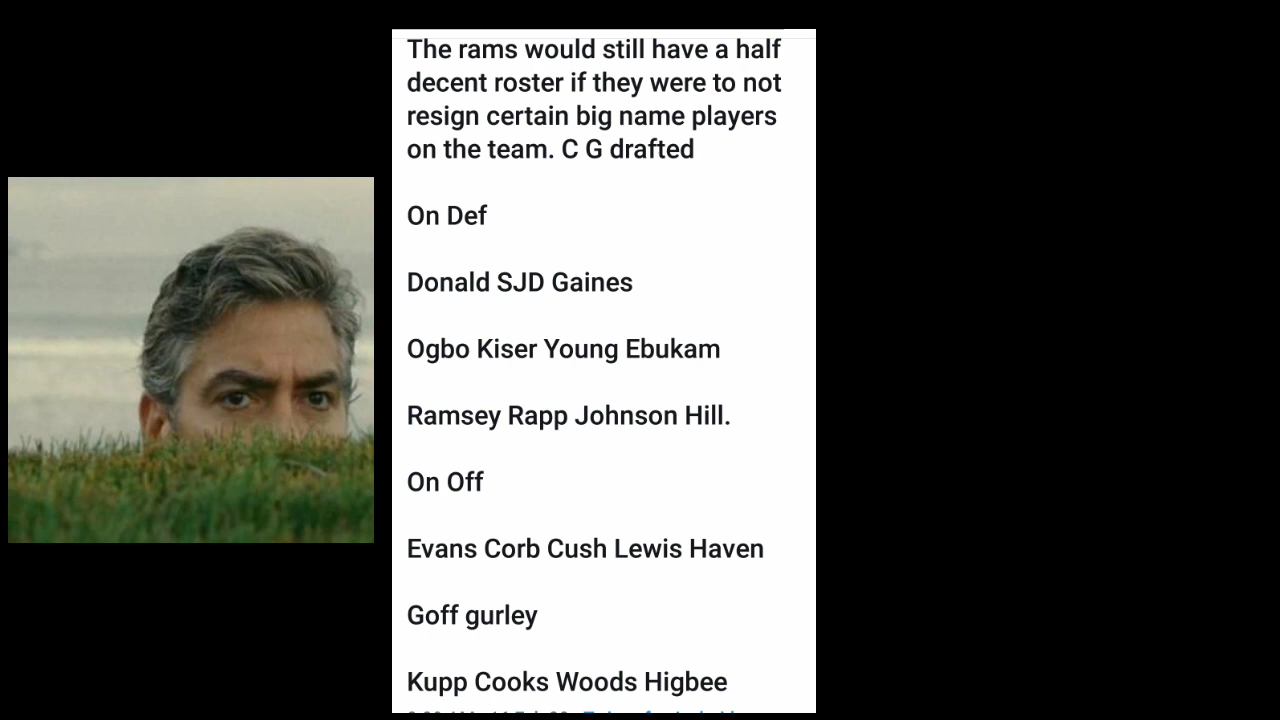 The rams would still have a half
decent roster if they were to not
resign certain big name players
on the team. C G drafted
On Def
Donald SJD Gaines
Ogbo Kiser Young Ebukam
Ramsey Rapp Johnson Hill.
On Off
Evans Corb Cush Lewis Haven
Goff gurley
Kupp Cooks Woods Higbee